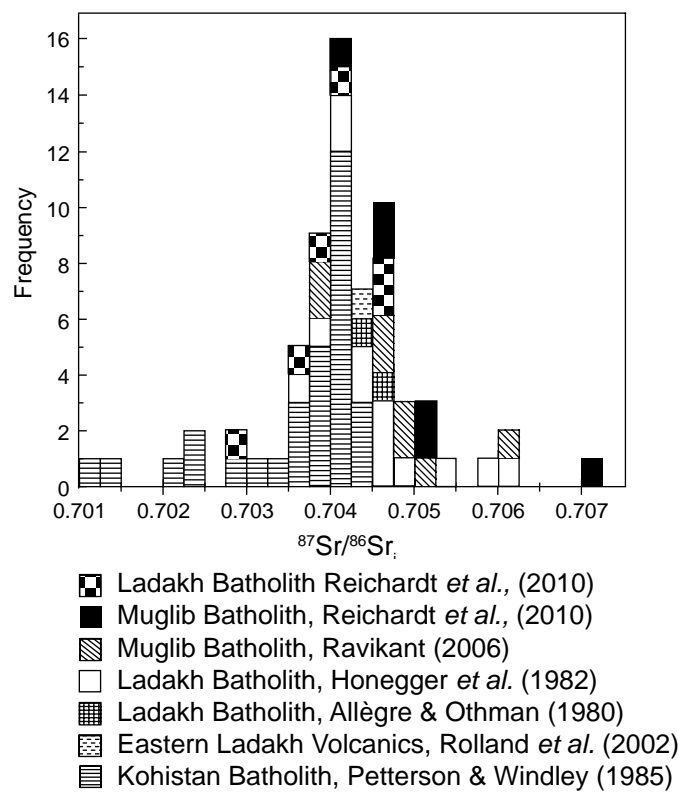 16
14
12
10
8
6
4
2
0
Frequency
0.701 0.702 0.703 0.704 0.705 0.706 0.707
⁸⁷Sr/⁸⁶Srᵢ
Ladakh Batholith Reichardt et al., (2010)
Muglib Batholith, Reichardt et al., (2010)
Muglib Batholith, Ravikant (2006)
Ladakh Batholith, Honegger et al. (1982)
Ladakh Batholith, Allègre & Othman (1980)
Eastern Ladakh Volcanics, Rolland et al. (2002)
Kohistan Batholith, Petterson & Windley (1985)